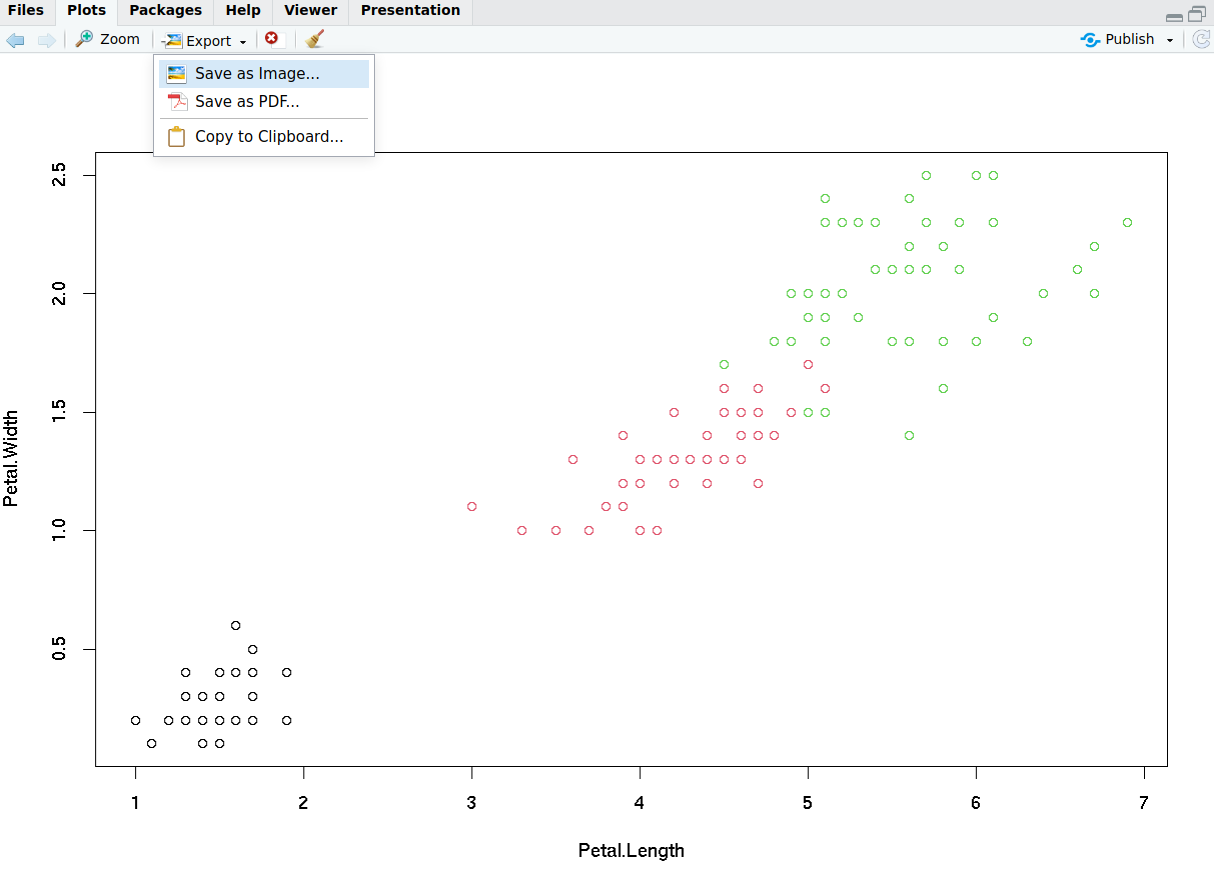 Files Plots Packages Help Viewer Presentation
Zoom Export Publish
Save as Image...
Save as PDF...
Copy to Clipboard...
2.5
2.0
1.5
1.0
0.5
Petal.Width
1 2 3 4 5 6 7
Petal.Length